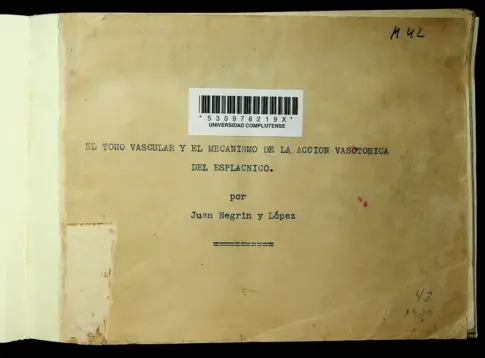 M 42
* 5 3 0 9 7 8 2 1 9 X *
UNIVERSIDAD COMPLUTENSE
EL TONO VASCULAR Y EL MECANISMO DE LA ACCION VASOTONICA
DEL ESPLACNICO.
por
Juan Negrin y López
42